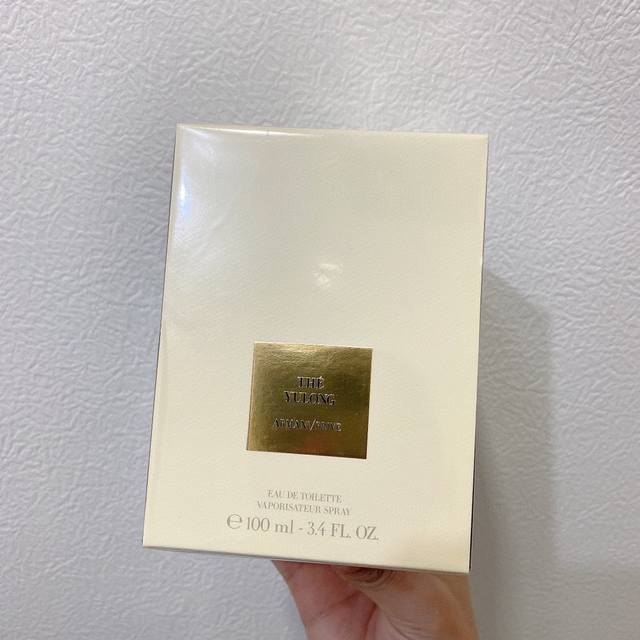 THÉ
YULONG
ARMANI/PRIVÉ
EAU DE TOILETTE
VAPORISATEUR SPRAY
℮ 100 ml - 3.4 FL. OZ.